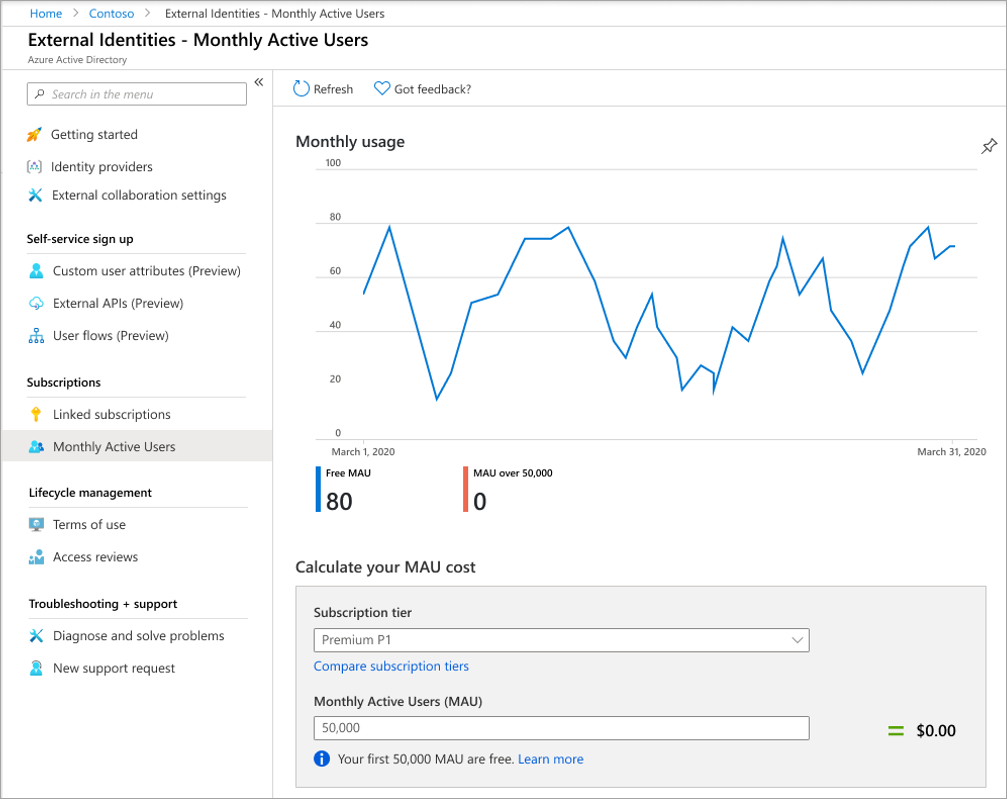 Home > Contoso > External Identities - Monthly Active Users
External Identities - Monthly Active Users
Azure Active Directory
Search in the menu
«
Getting started
Identity providers
External collaboration settings
Self-service sign up
Custom user attributes (Preview)
External APIs (Preview)
User flows (Preview)
Subscriptions
Linked subscriptions
Monthly Active Users
Lifecycle management
Terms of use
Access reviews
Troubleshooting + support
Diagnose and solve problems
New support request
Refresh Got feedback?
Monthly usage
100
80
60
40
20
0
March 1, 2020 March 31, 2020
Free MAU MAU over 50,000
80 0
Calculate your MAU cost
Subscription tier
Premium P1
Compare subscription tiers
Monthly Active Users (MAU)
50,000 = $0.00
Your first 50,000 MAU are free. Learn more